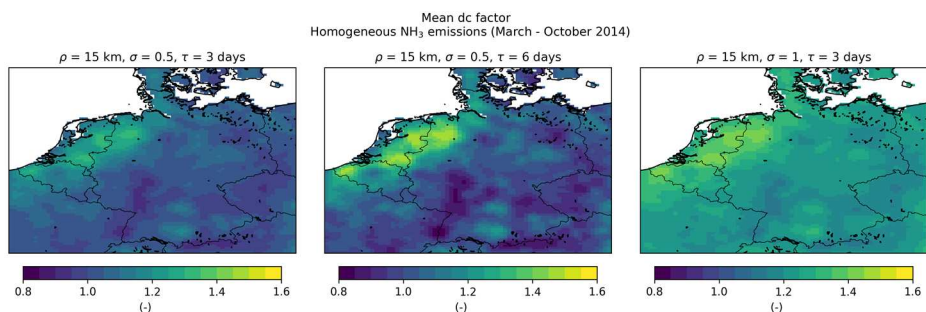 Mean dc factor
Homogeneous NH₃ emissions (March - October 2014)
ρ = 15 km, σ = 0.5, τ = 3 days
ρ = 15 km, σ = 0.5, τ = 6 days
ρ = 15 km, σ = 1, τ = 3 days
0.8 1.0 1.2 1.4 1.6
(-)
0.8 1.0 1.2 1.4 1.6
(-)
0.8 1.0 1.2 1.4 1.6
(-)